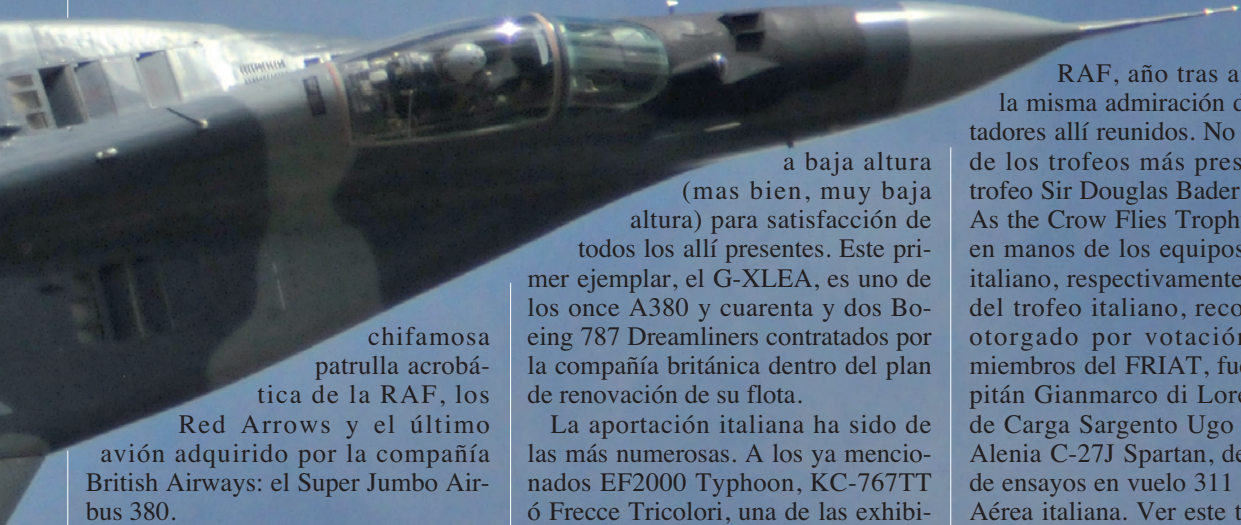 chifamosa
patrulla acrobá-
tica de la RAF, los
Red Arrows y el último
avión adquirido por la compañía
British Airways: el Super Jumbo Air-
bus 380.
a baja altura
(mas bien, muy baja
altura) para satisfacción de
todos los allí presentes. Este pri-
mer ejemplar, el G-XLEA, es uno de
los once A380 y cuarenta y dos Bo-
eing 787 Dreamliners contratados por
la compañía británica dentro del plan
de renovación de su flota.
La aportación italiana ha sido de
las más numerosas. A los ya mencio-
nados EF2000 Typhoon, KC-767TT
ó Frecce Tricolori, una de las exhibi-
RAF, año tras a
la misma admiración
tadores allí reunidos. No
de los trofeos más pres
trofeo Sir Douglas Bader
As the Crow Flies Troph
en manos de los equipos
italiano, respectivamente
del trofeo italiano, reco
otorgado por votación
miembros del FRIAT, fu
pitán Gianmarco di Lor
de Carga Sargento Ugo
Alenia C-27J Spartan, de
de ensayos en vuelo 311
Aérea italiana. Ver este t